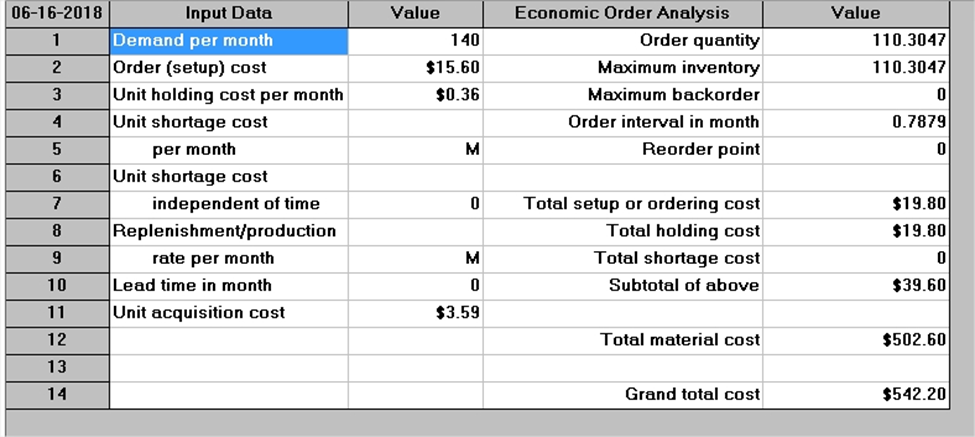 06-16-2018 Input Data Value Economic Order Analysis Value
1 Demand per month 140 Order quantity 110.3047
2 Order (setup) cost $15.60 Maximum inventory 110.3047
3 Unit holding cost per month $0.36 Maximum backorder 0
4 Unit shortage cost Order interval in month 0.7879
5 per month M Reorder point 0
6 Unit shortage cost
7 independent of time 0 Total setup or ordering cost $19.80
8 Replenishment/production Total holding cost $19.80
9 rate per month M Total shortage cost 0
10 Lead time in month 0 Subtotal of above $39.60
11 Unit acquisition cost $3.59
12 Total material cost $502.60
13
14 Grand total cost $542.20